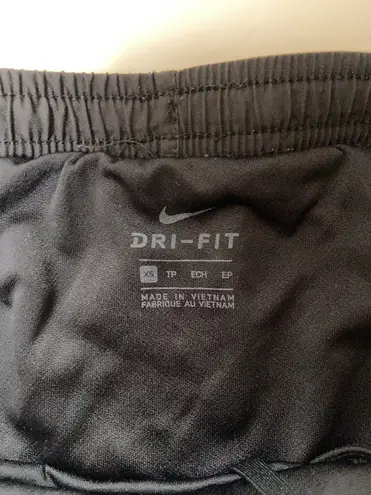 DRI-FIT
XS TP ECH EP
MADE IN VIETNAM
FABRIQUÉ AU VIETNAM